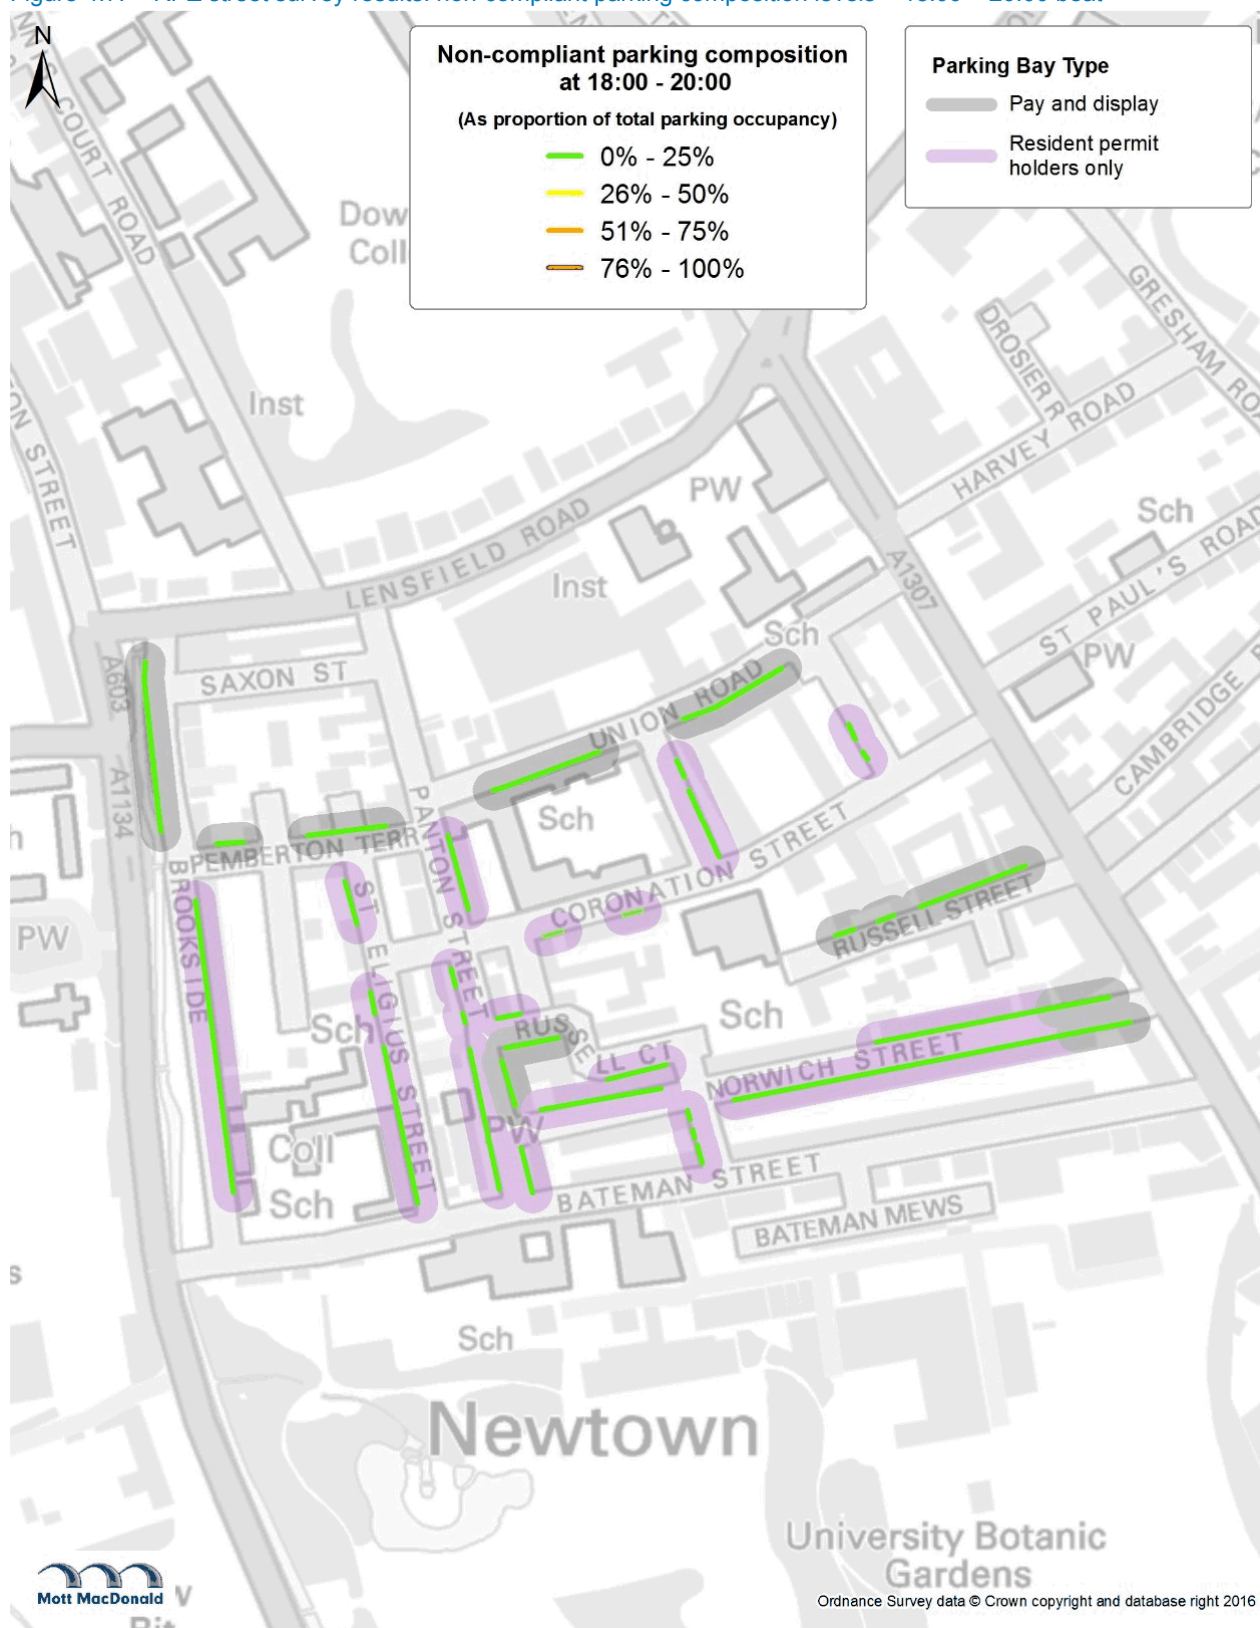 N
Non-compliant parking composition
at 18:00 - 20:00
(As proportion of total parking occupancy)
0% - 25%
26% - 50%
51% - 75%
76% - 100%
Parking Bay Type
Pay and display
Resident permit
holders only
COURT ROAD
Dow
Coll
Inst
STREET
GRESHAM RO
DROSIER R
HARVEY ROAD
PW
Sch
LENSFIELD ROAD
Inst
A1307
ST PAUL'S ROAD
Sch
PW
A603
SAXON ST
CAMBRIDGE
UNION ROAD
A1134
PANTON STREET
Sch
PEMBERTON TERR
CORONATION STREET
BROOKSIDE
ST ELIGIUS STREET
RUSSELL STREET
PW
Sch
RUSSELL CT
Sch
NORWICH STREET
PW
Coll
Sch
BATEMAN STREET
BATEMAN MEWS
s
Sch
Newtown
University Botanic
Gardens
Mott MacDonald
Ordnance Survey data © Crown copyright and database right 2016